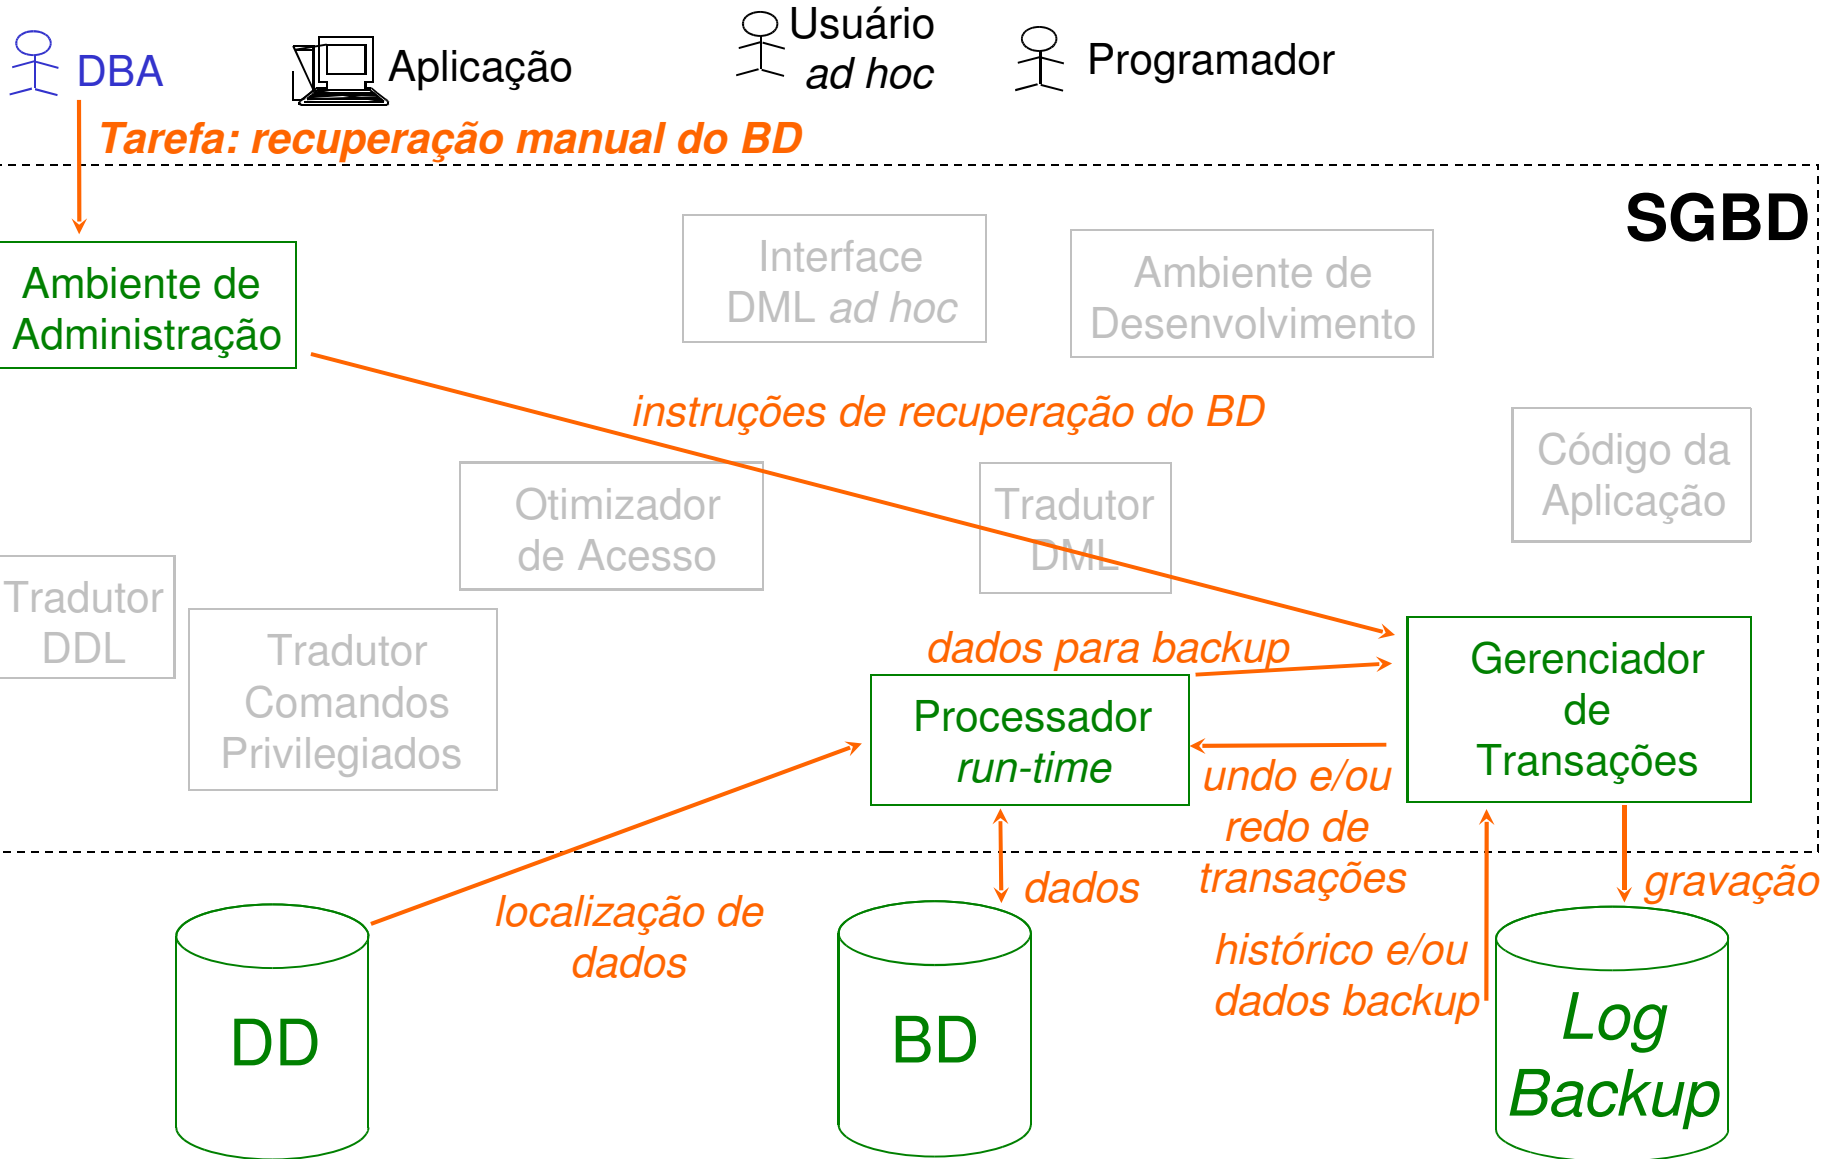 DBA
Aplicação
Usuário
ad hoc
Programador
Tarefa: recuperação manual do BD
SGBD
Ambiente de
Administração
Interface
DML ad hoc
Ambiente de
Desenvolvimento
instruções de recuperação do BD
Código da
Aplicação
Otimizador
de Acesso
Tradutor
DML
Tradutor
DDL
Tradutor
Comandos
Privilegiados
dados para backup
Gerenciador
de
Transações
Processador
run-time
undo e/ou
redo de
transações
dados
gravação
localização de
dados
histórico e/ou
dados backup
DD
BD
Log
Backup